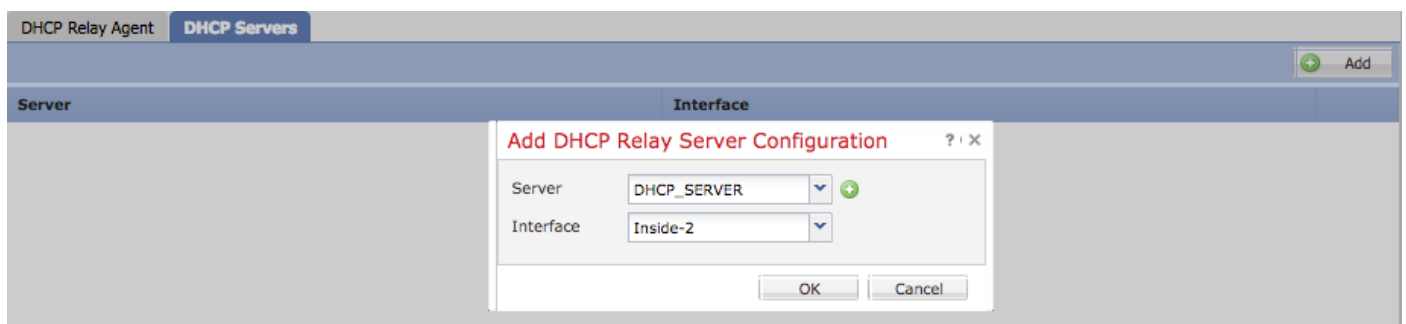 DHCP Relay Agent DHCP Servers
Add
Server Interface
Add DHCP Relay Server Configuration ?
Server DHCP_SERVER
Interface Inside-2
OK Cancel